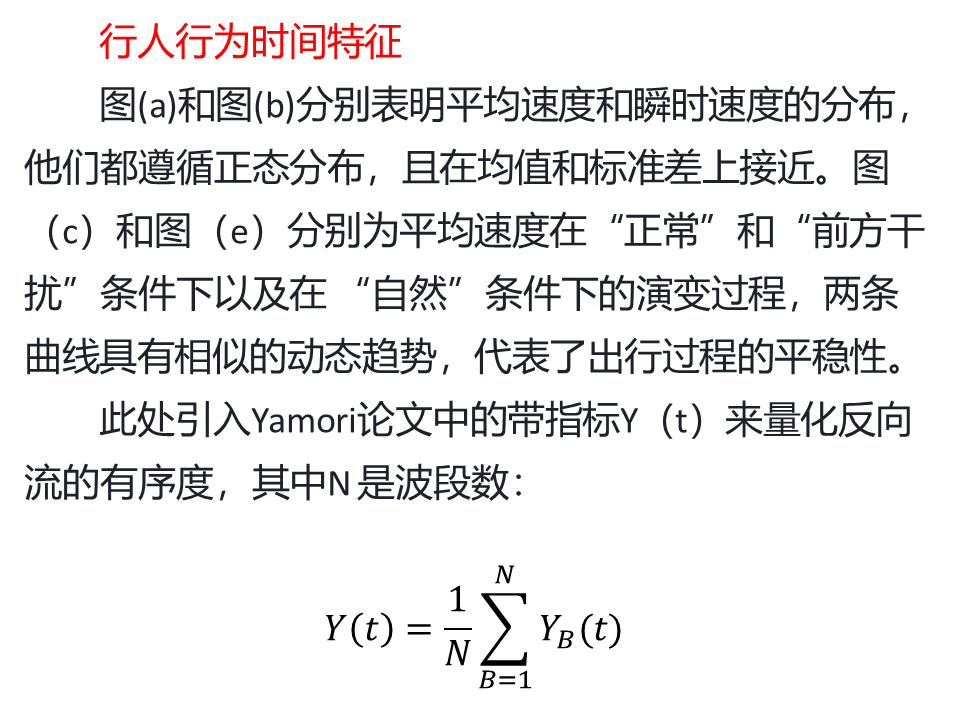 行人行为时间特征
图(a)和图(b)分别表明平均速度和瞬时速度的分布，
他们都遵循正态分布，且在均值和标准差上接近。图
（c）和图（e）分别为平均速度在“正常”和“前方干
扰”条件下以及在 “自然”条件下的演变过程，两条
曲线具有相似的动态趋势，代表了出行过程的平稳性。
此处引入Yamori论文中的带指标Y（t）来量化反向
流的有序度，其中N 是波段数：
$Y(t)=\frac{1}{N}\sum_{B=1}^{N}Y_B(t)$